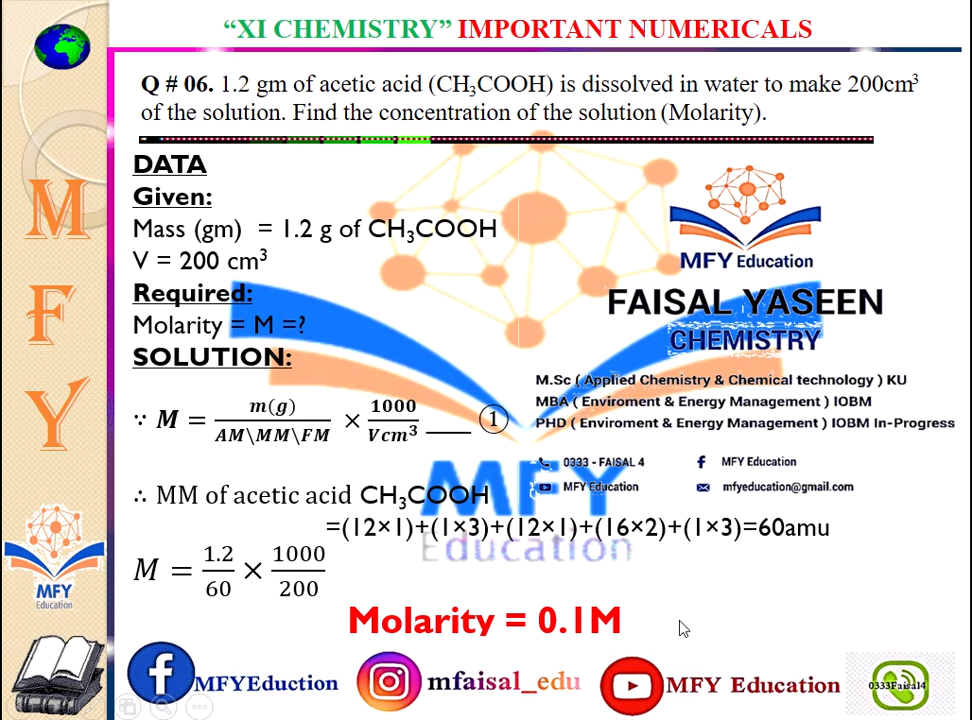 “XI CHEMISTRY” IMPORTANT NUMERICALS
Q # 06. 1.2 gm of acetic acid (CH₃COOH) is dissolved in water to make 200cm³
of the solution. Find the concentration of the solution (Molarity).
M
F
Y
DATA
Given:
Mass (gm) = 1.2 g of CH₃COOH
V = 200 cm³
Required:
Molarity = M =?
SOLUTION:
∵ M = m(g)/AM\MM\FM × 1000/Vcm³ ____ ①
∴ MM of acetic acid CH₃COOH
=(12×1)+(1×3)+(12×1)+(16×2)+(1×3)=60amu
M = 1.2/60 × 1000/200
Molarity = 0.1M
MFY Education
FAISAL YASEEN
CHEMISTRY
M.Sc ( Applied Chemistry & Chemical technology ) KU
MBA ( Enviroment & Energy Management ) IOBM
PHD ( Enviroment & Energy Management ) IOBM In-Progress
0333 - FAISAL 4
MFY Education
MFY Education
mfyeducation@gmail.com
MFY
Education
MFY
Education
MFYEduction
mfaisal_edu
MFY Education
0333Faisal4